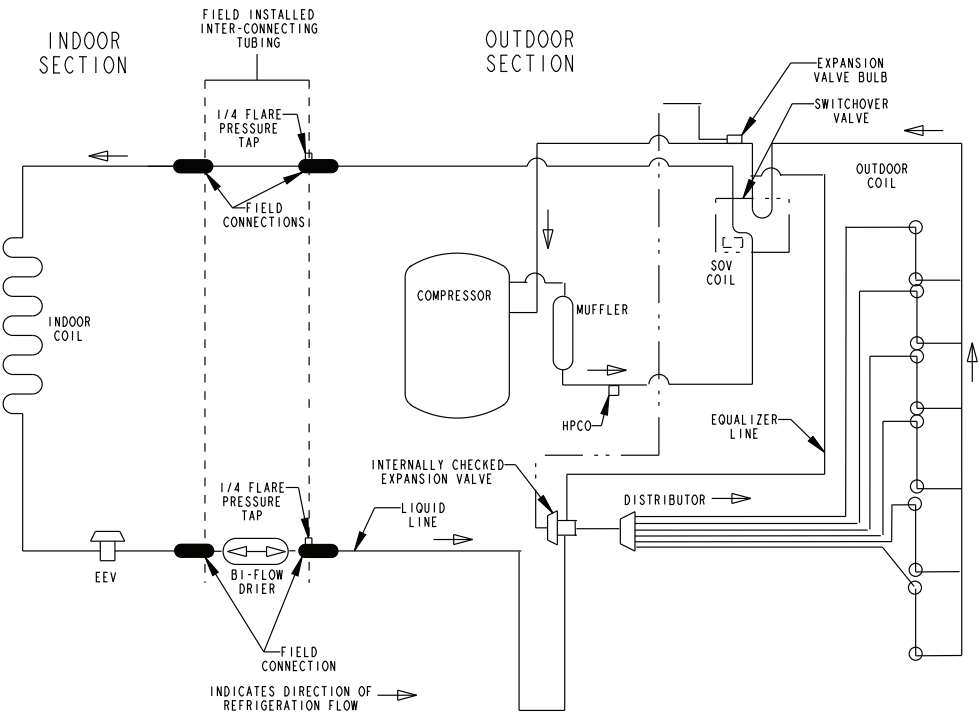 FIELD INSTALLED
INTER-CONNECTING
TUBING
INDOOR
SECTION
OUTDOOR
SECTION
EXPANSION
VALVE BULB
SWITCHOVER
VALVE
1/4 FLARE
PRESSURE
TAP
OUTDOOR
COIL
FIELD
CONNECTIONS
SOV
COIL
COMPRESSOR
MUFFLER
INDOOR
COIL
HPCO
EQUALIZER
LINE
INTERNALLY CHECKED
EXPANSION VALVE
1/4 FLARE
PRESSURE
TAP
LIQUID
LINE
DISTRIBUTOR
EEV
BI-FLOW
DRIER
FIELD
CONNECTION
INDICATES DIRECTION OF
REFRIGERATION FLOW